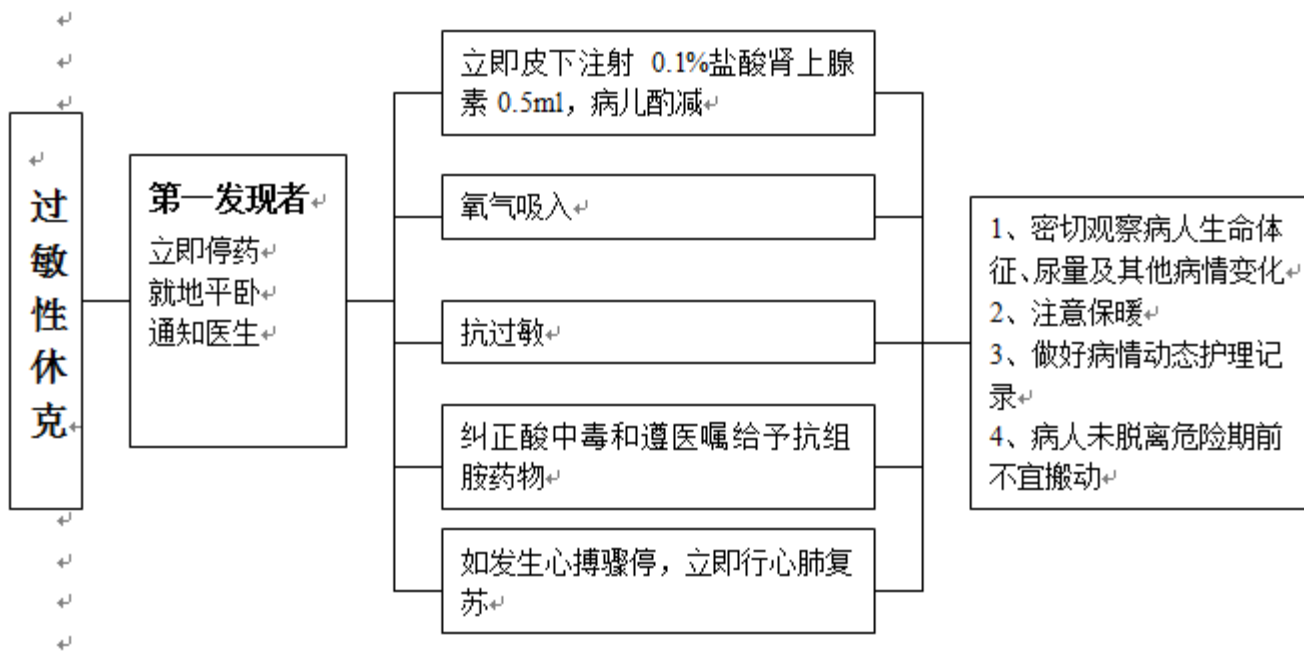 过
敏
性
休
克
第一发现者
立即停药
就地平卧
通知医生
立即皮下注射 0.1%盐酸肾上腺
素 0.5ml，病儿酌减
氧气吸入
抗过敏
纠正酸中毒和遵医嘱给予抗组
胺药物
如发生心搏骤停，立即行心肺复
苏
1、密切观察病人生命体
征、尿量及其他病情变化
2、注意保暖
3、做好病情动态护理记
录
4、病人未脱离危险期前
不宜搬动